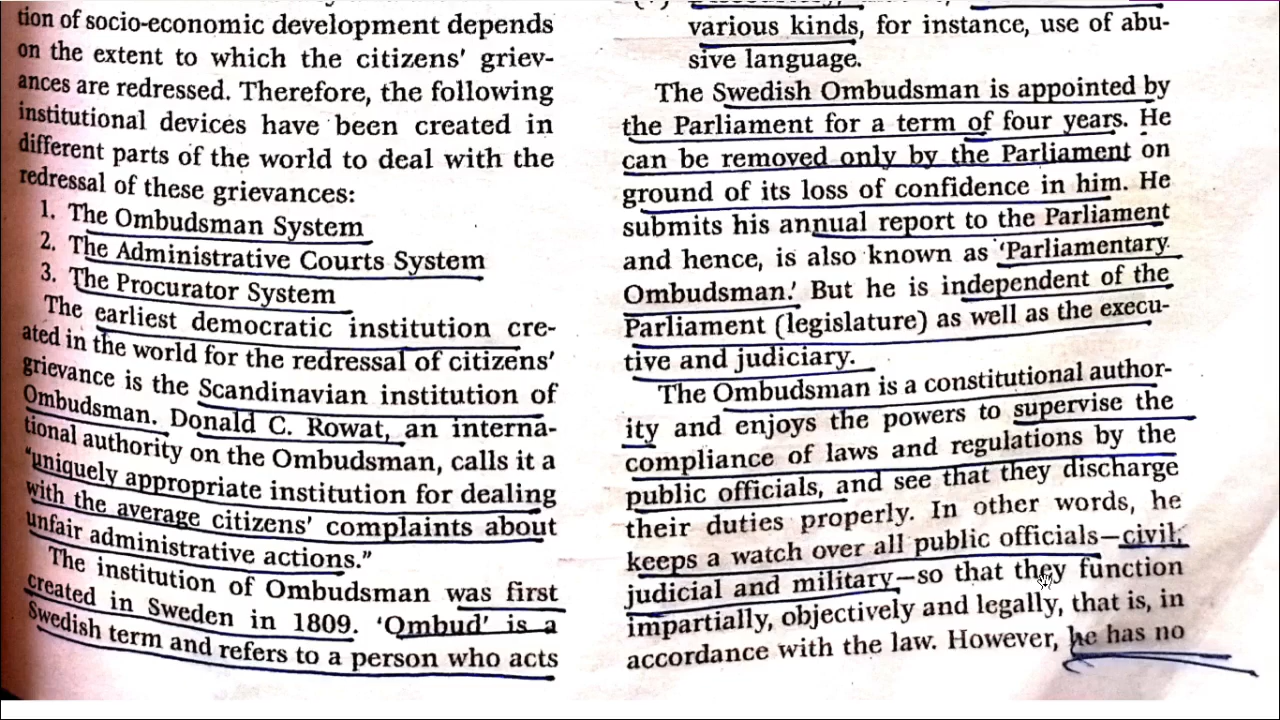 tion of socio-economic development depends
on the extent to which the citizens' griev-
ances are redressed. Therefore, the following
institutional devices have been created in
different parts of the world to deal with the
redressal of these grievances:
1. The Ombudsman System
2. The Administrative Courts System
3. The Procurator System
The earliest democratic institution cre-
ated in the world for the redressal of citizens'
grievance is the Scandinavian institution of
Ombudsman. Donald C. Rowat, an interna-
tional authority on the Ombudsman, calls it a
"uniquely appropriate institution for dealing
with the average citizens' complaints about
unfair administrative actions."
The institution of Ombudsman was first
created in Sweden in 1809. 'Ombud' is a
Swedish term and refers to a person who acts
various kinds, for instance, use of abu-
sive language.
The Swedish Ombudsman is appointed by
the Parliament for a term of four years. He
can be removed only by the Parliament on
ground of its loss of confidence in him. He
submits his annual report to the Parliament
and hence, is also known as 'Parliamentary
Ombudsman.' But he is independent of the
Parliament (legislature) as well as the execu-
tive and judiciary.
The Ombudsman is a constitutional author-
ity and enjoys the powers to supervise the
compliance of laws and regulations by the
public officials, and see that they discharge
their duties properly. In other words, he
keeps a watch over all public officials—civil,
judicial and military—so that they function
impartially, objectively and legally, that is, in
accordance with the law. However, he has no